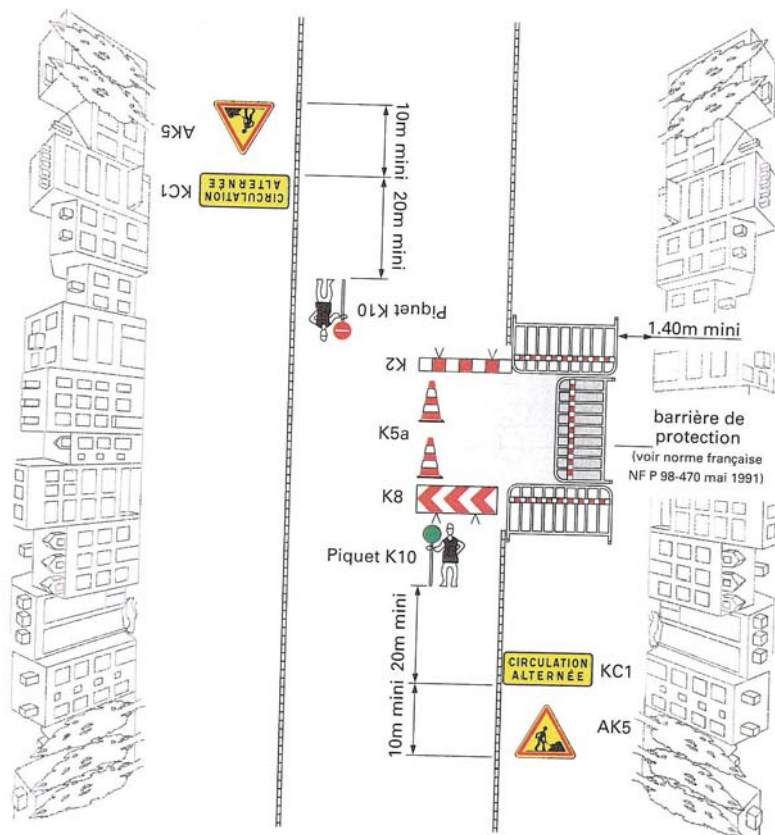 10m mini
AK5
CIRCULATION
ALTERNÉE
KC1
20m mini
Piquet K10
1.40m mini
K2
K5a
barrière de
protection
(voir norme française
NF P 98-470 mai 1991)
K8
Piquet K10
20m mini
CIRCULATION
ALTERNÉE
KC1
10m mini
AK5